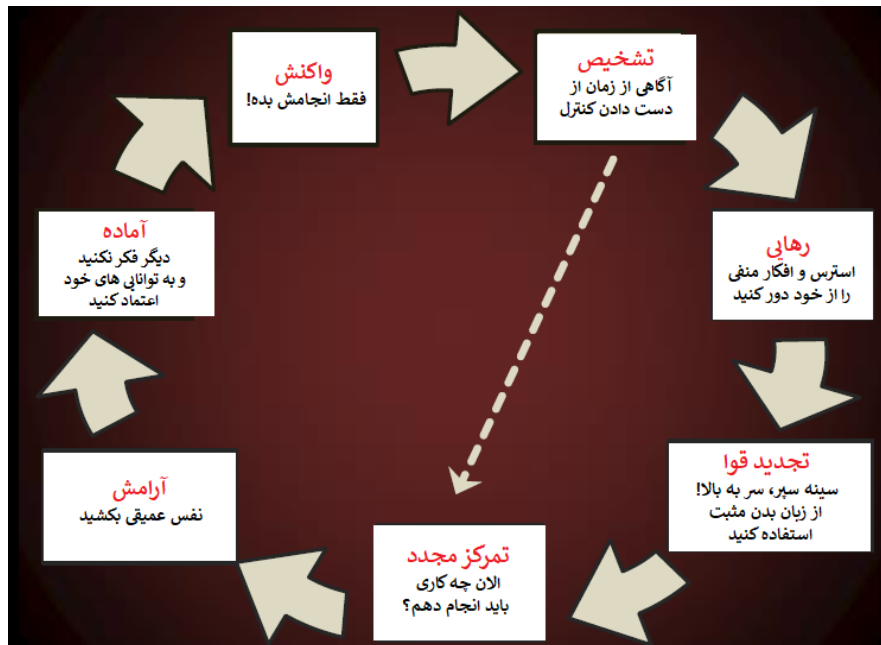 تشخیص
آگاهی از زمان از
دست دادن کنترل
رهایی
استرس و افکار منفی
را از خود دور کنید
تجدید قوا
سینه سپر، سر به بالا!
از زبان بدن مثبت
استفاده کنید
تمرکز مجدد
الان چه کاری
باید انجام دهم؟
آرامش
نفس عمیقی بکشید
آماده
دیگر فکر نکنید
و به توانایی های خود
اعتماد کنید
واکنش
فقط انجامش بده!